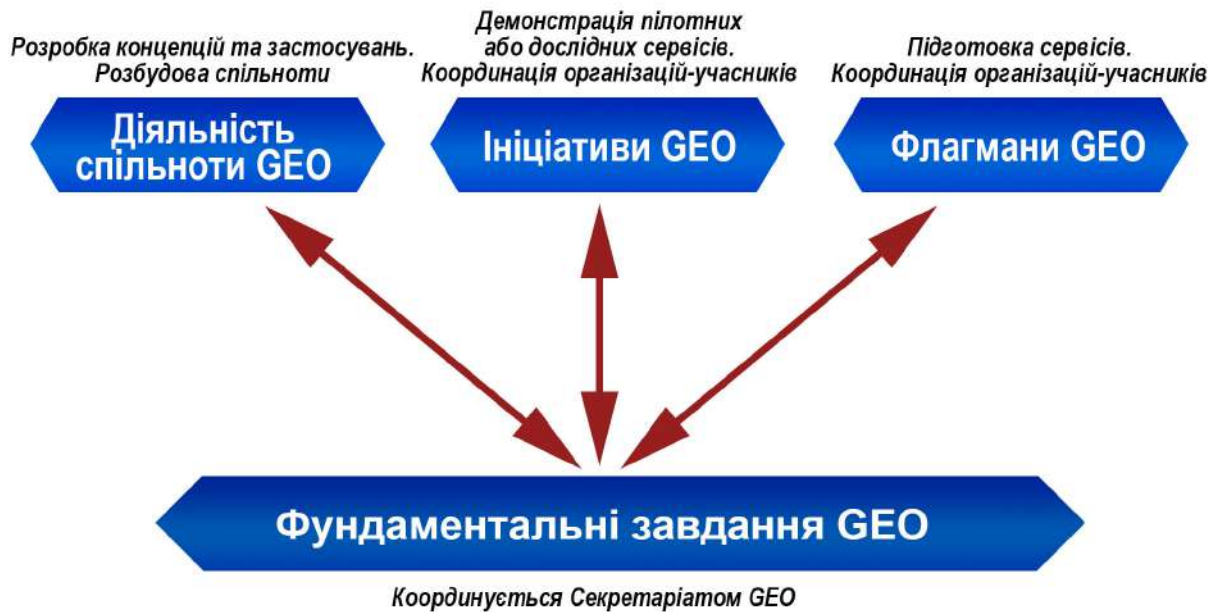 Розробка концепцій та застосувань.
Розбудова спільноти
Діяльність
спільноти GEO
Демонстрація пілотних
або дослідних сервісів.
Координація організацій-учасників
Ініціативи GEO
Підготовка сервісів.
Координація організацій-учасників
Флагмани GEO
Фундаментальні завдання GEO
Координується Секретаріатом GEO